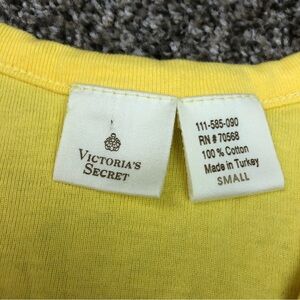 VICTORIA'S
SECRET
111-585-090
RN # 70568
100 % Cotton
Made in Turkey
SMALL